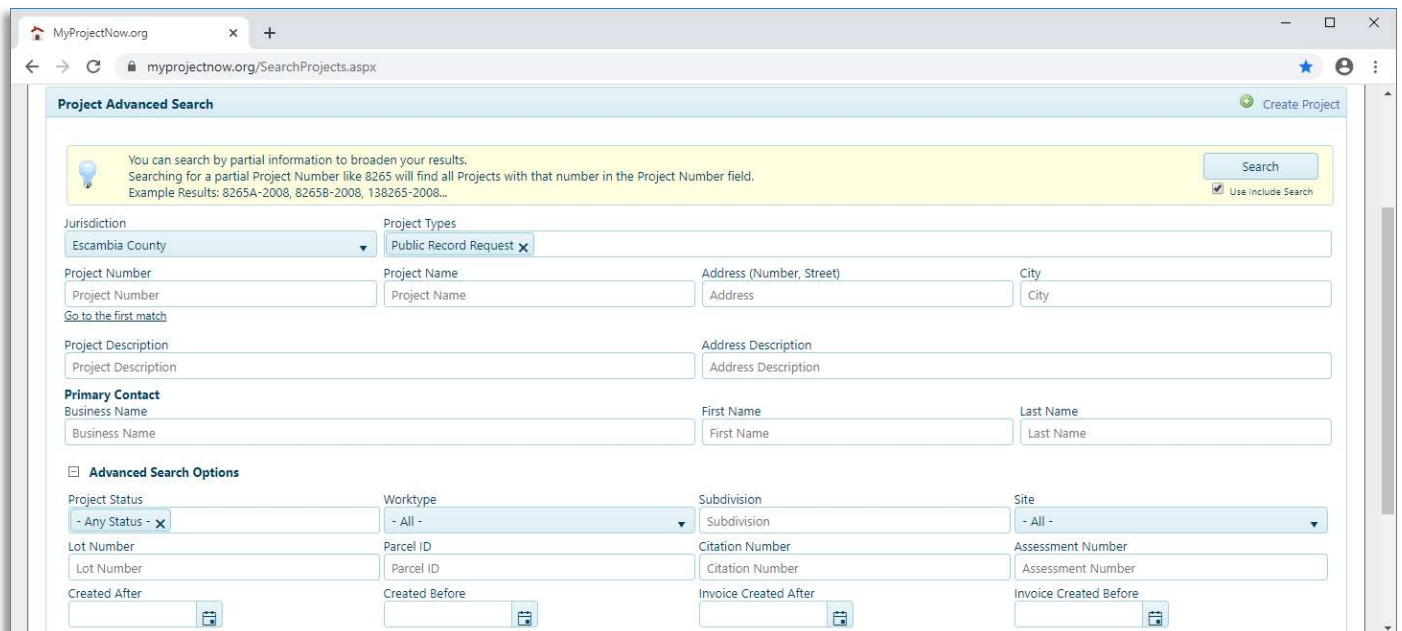 MyProjectNow.org
myprojectnow.org/SearchProjects.aspx
Project Advanced Search
Create Project
You can search by partial information to broaden your results.
Searching for a partial Project Number like 8265 will find all Projects with that number in the Project Number field.
Example Results: 8265A-2008, 8265B-2008, 138265-2008...
Search
Use Include Search
Jurisdiction Project Types
Escambia County Public Record Request
Project Number Project Name Address (Number, Street) City
Project Number Project Name Address City
Go to the first match
Project Description Address Description
Project Description Address Description
Primary Contact
Business Name First Name Last Name
Business Name First Name Last Name
Advanced Search Options
Project Status Worktype Subdivision Site
- Any Status - - All - Subdivision - All -
Lot Number Parcel ID Citation Number Assessment Number
Lot Number Parcel ID Citation Number Assessment Number
Created After Created Before Invoice Created After Invoice Created Before